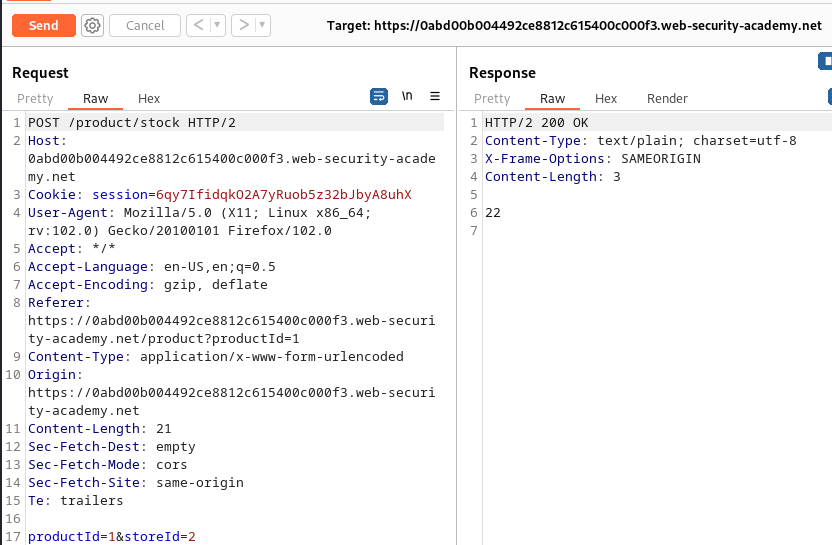 Send Cancel < > Target: https://0abd00b004492ce8812c615400c000f3.web-security-academy.net
Request
Pretty Raw Hex \n
1 POST /product/stock HTTP/2
2 Host:
0abd00b004492ce8812c615400c000f3.web-security-acade
my.net
3 Cookie: session=6qy7IfidqkO2A7yRuob5z32bJbyA8uhX
4 User-Agent: Mozilla/5.0 (X11; Linux x86_64;
rv:102.0) Gecko/20100101 Firefox/102.0
5 Accept: */*
6 Accept-Language: en-US,en;q=0.5
7 Accept-Encoding: gzip, deflate
8 Referer:
https://0abd00b004492ce8812c615400c000f3.web-securi
ty-academy.net/product?productId=1
9 Content-Type: application/x-www-form-urlencoded
10 Origin:
https://0abd00b004492ce8812c615400c000f3.web-securi
ty-academy.net
11 Content-Length: 21
12 Sec-Fetch-Dest: empty
13 Sec-Fetch-Mode: cors
14 Sec-Fetch-Site: same-origin
15 Te: trailers
16
17 productId=1&storeId=2
Response
Pretty Raw Hex Render
1 HTTP/2 200 OK
2 Content-Type: text/plain; charset=utf-8
3 X-Frame-Options: SAMEORIGIN
4 Content-Length: 3
5
6 22
7